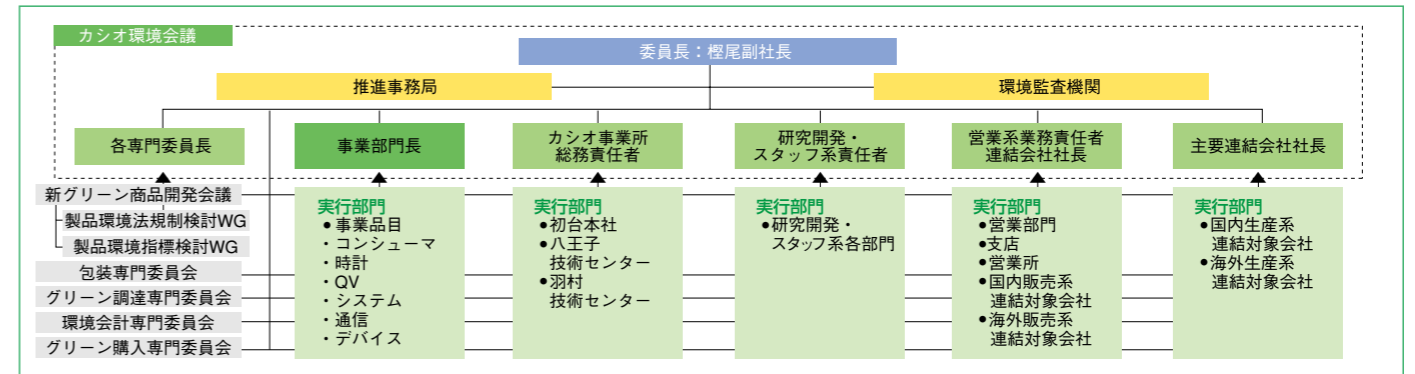 カシオ環境会議
委員長：樫尾副社長
推進事務局
環境監査機関
各専門委員長
事業部門長
カシオ事業所
総務責任者
研究開発・
スタッフ系責任者
営業系業務責任者
連結会社社長
主要連結会社社長
新グリーン商品開発会議
製品環境法規制検討WG
製品環境指標検討WG
包装専門委員会
グリーン調達専門委員会
環境会計専門委員会
グリーン購入専門委員会
実行部門
●事業品目
・コンシューマ
・時計
・QV
・システム
・通信
・デバイス
実行部門
●初台本社
●八王子
技術センター
●羽村
技術センター
実行部門
●研究開発・
スタッフ系各部門
実行部門
●営業部門
●支店
●営業所
●国内販売系
連結対象会社
●海外販売系
連結対象会社
実行部門
●国内生産系
連結対象会社
●海外生産系
連結対象会社